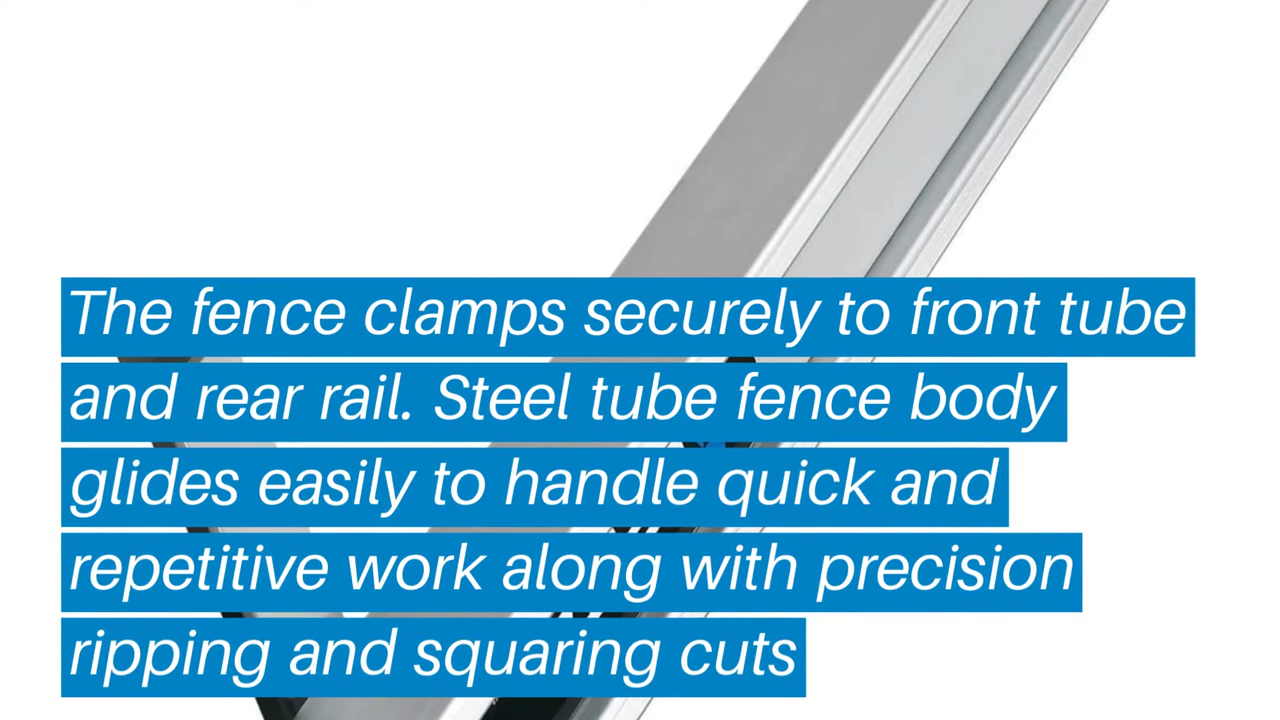 The fence clamps securely to front tube
and rear rail. Steel tube fence body
glides easily to handle quick and
repetitive work along with precision
ripping and squaring cuts